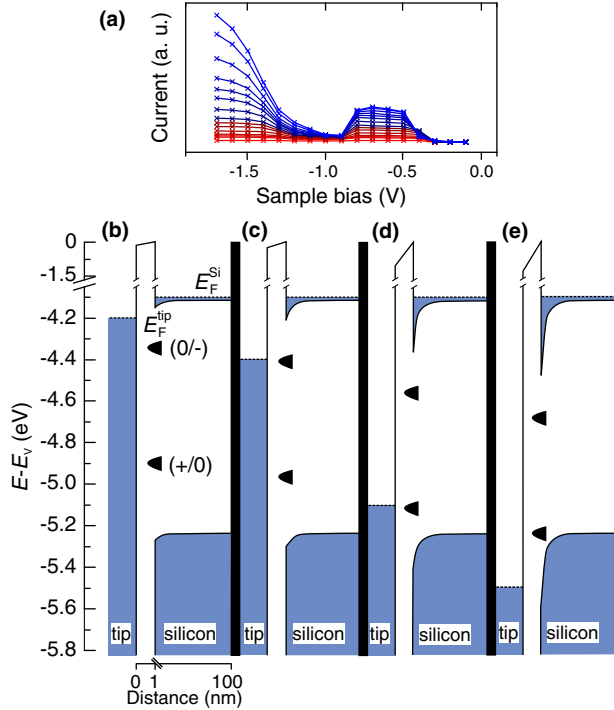 (a)
Current (a. u.)
-1.5 -1.0 -0.5 0.0
Sample bias (V)
(b) (c) (d) (e)
0
-1.5
-4.2
-4.4
-4.6
-4.8
-5.0
-5.2
-5.4
-5.6
-5.8
E-Eᵥ (eV)
E_F^Si
E_F^tip
(0/-)
(+/0)
tip silicon tip silicon tip silicon tip silicon
0 1 100
Distance (nm)